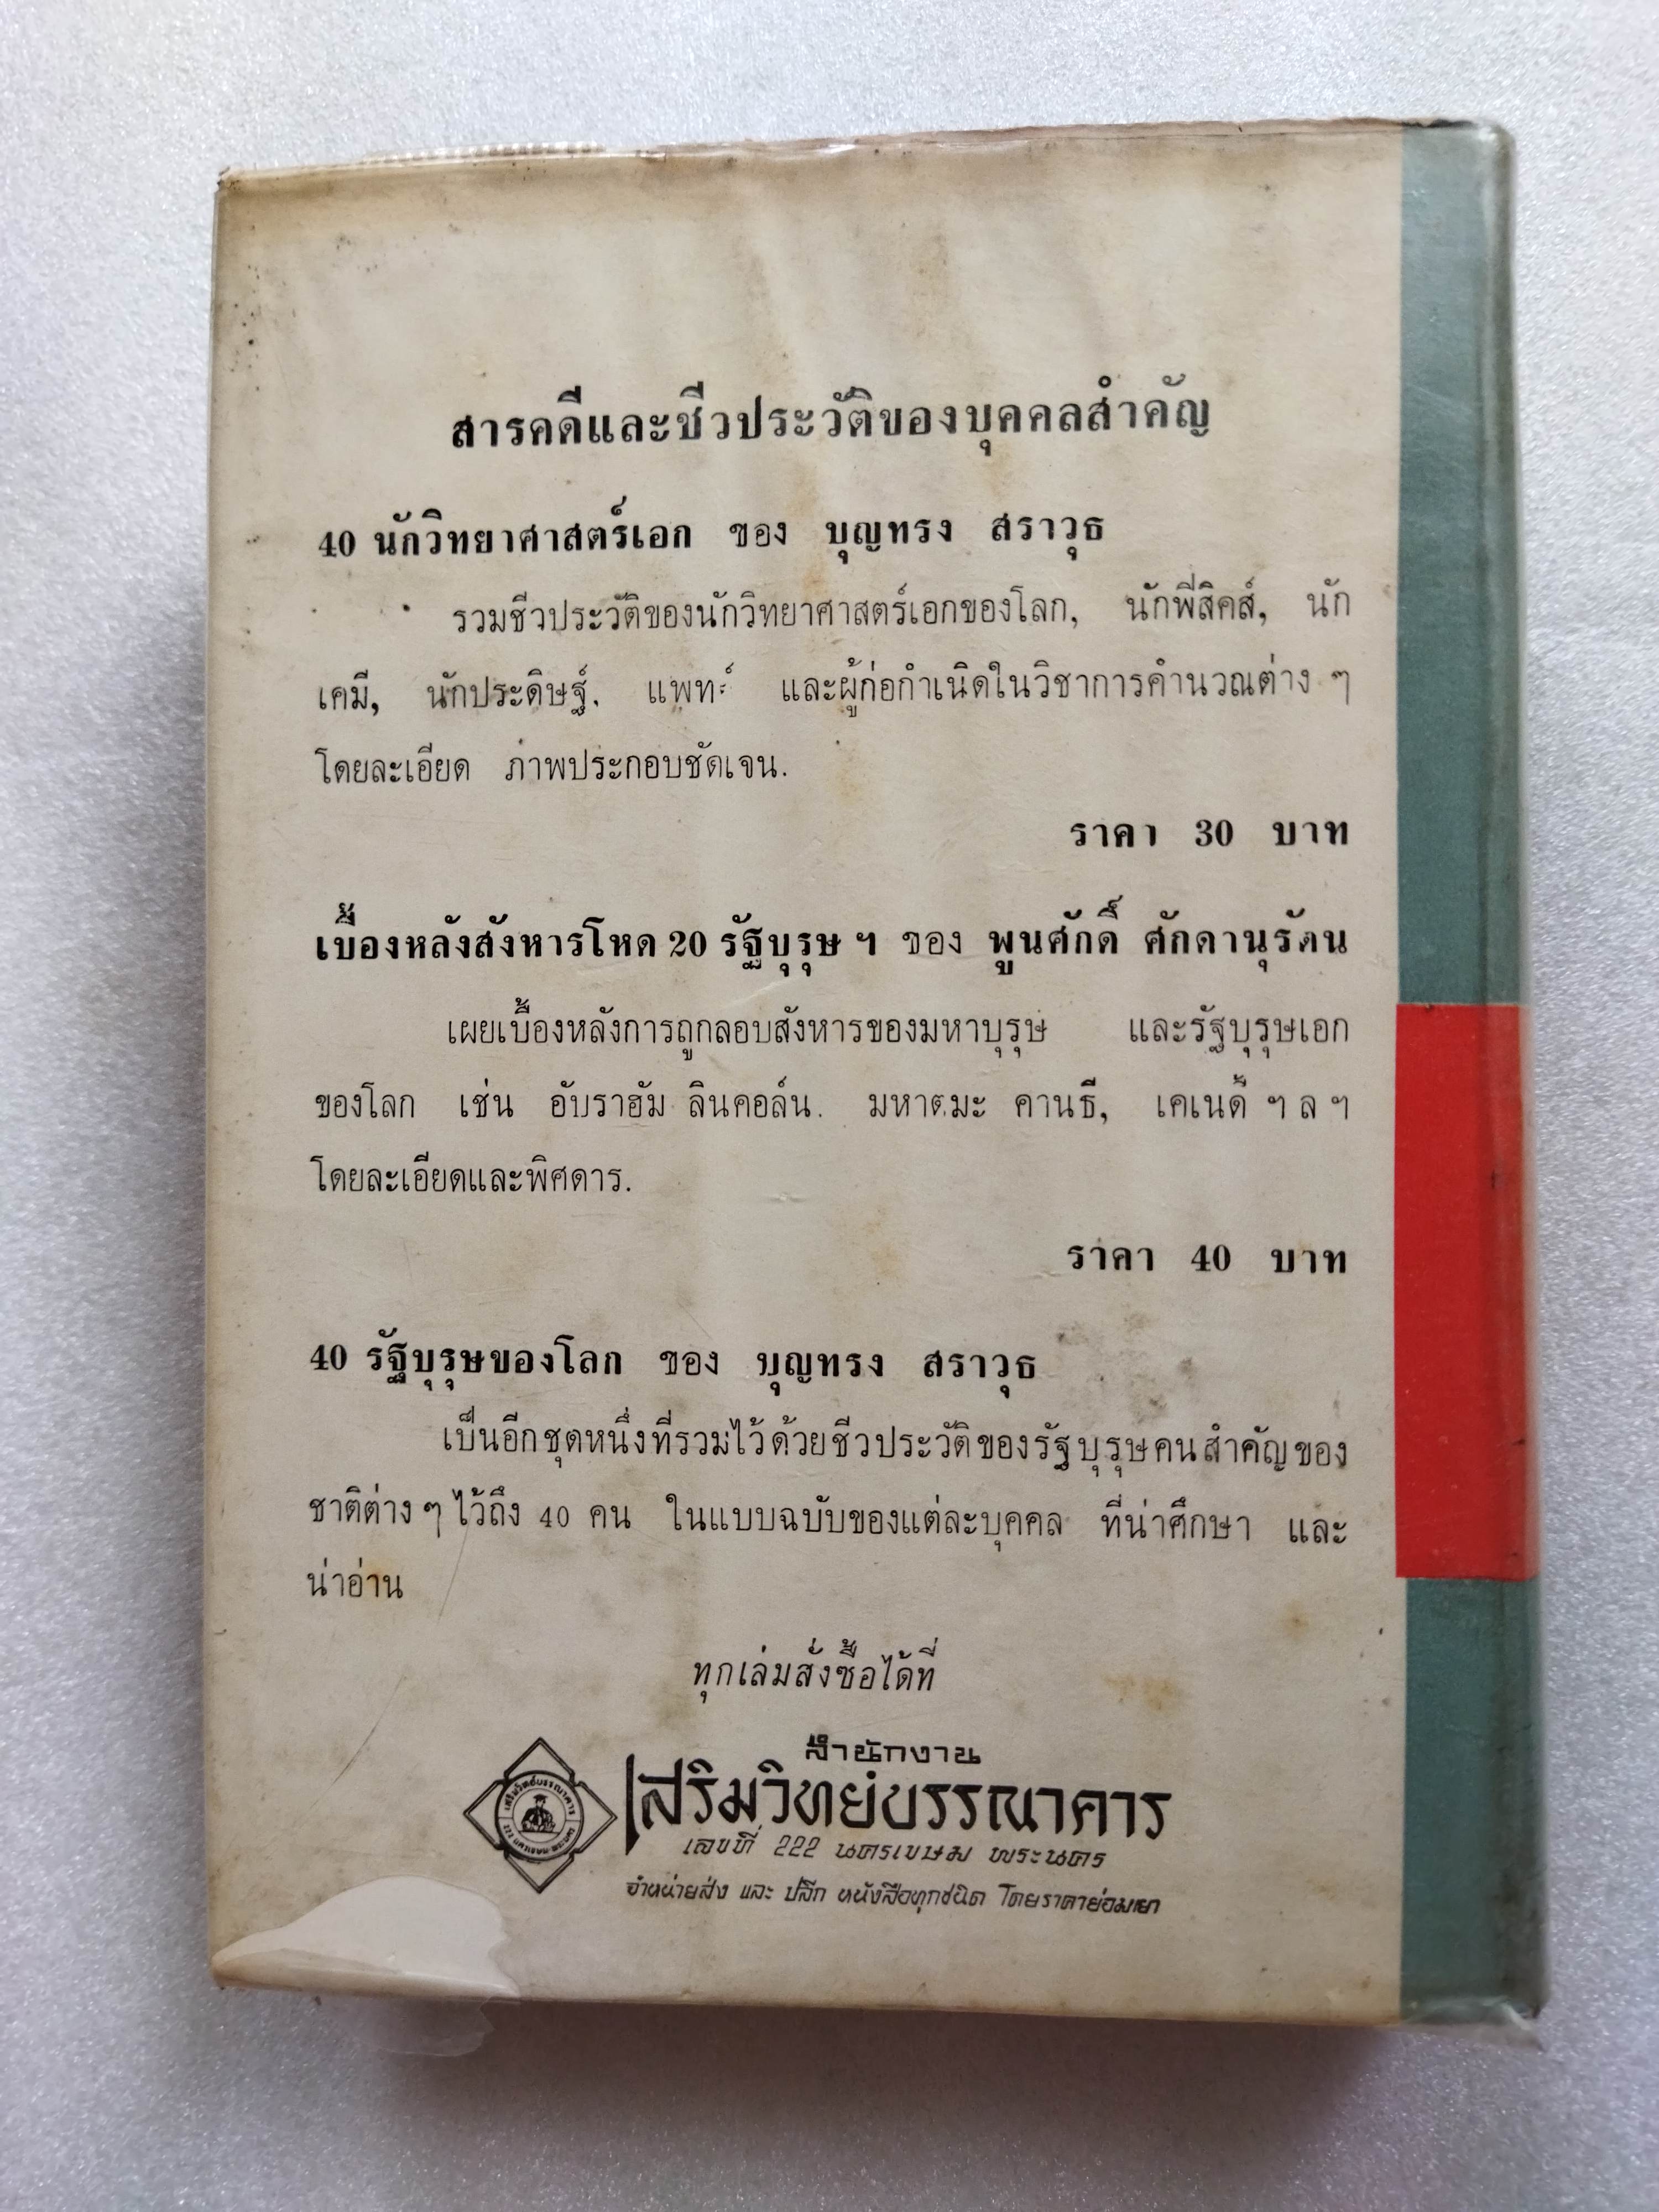 สารคดีและชีวประวัติของบุคคลสำคัญ
40 นักวิทยาศาสตร์เอก ของ บุญทรง สราวุธ
รวมชีวประวัติของนักวิทยาศาสตร์เอกของโลก, นักฟิสิคส์, นัก
เคมี, นักประดิษฐ์, แพทย์ และผู้ก่อกำเนิดในวิชาการคำนวณต่าง ๆ
โดยละเอียด ภาพประกอบชัดเจน.
ราคา 30 บาท
เบื้องหลังสังหารโหด 20 รัฐบุรุษ ฯ ของ พูนศักดิ์ ศักดานุรัตน
เผยเบื้องหลังการถูกลอบสังหารของมหาบุรุษ และรัฐบุรุษเอก
ของโลก เช่น อับราฮัม ลินคอล์น. มหาตมะ คานธี, เคเนดี้ ฯ ล ฯ
โดยละเอียดและพิศดาร.
ราคา 40 บาท
40 รัฐบุรุษของโลก ของ บุญทรง สราวุธ
เป็นอีกชุดหนึ่งที่รวมไว้ด้วยชีวประวัติของรัฐบุรุษคนสำคัญของ
ชาติต่าง ๆ ไว้ถึง 40 คน ในแบบฉบับของแต่ละบุคคล ที่น่าศึกษา และ
น่าอ่าน
ทุกเล่มสั่งซื้อได้ที่
สำนักงาน
เสริมวิทย์บรรณาคาร
เลขที่ 222 นครเขษม พระนคร
จำหน่ายส่ง และ ปลีก หนังสือทุกชนิด โดยราคาย่อมเยา